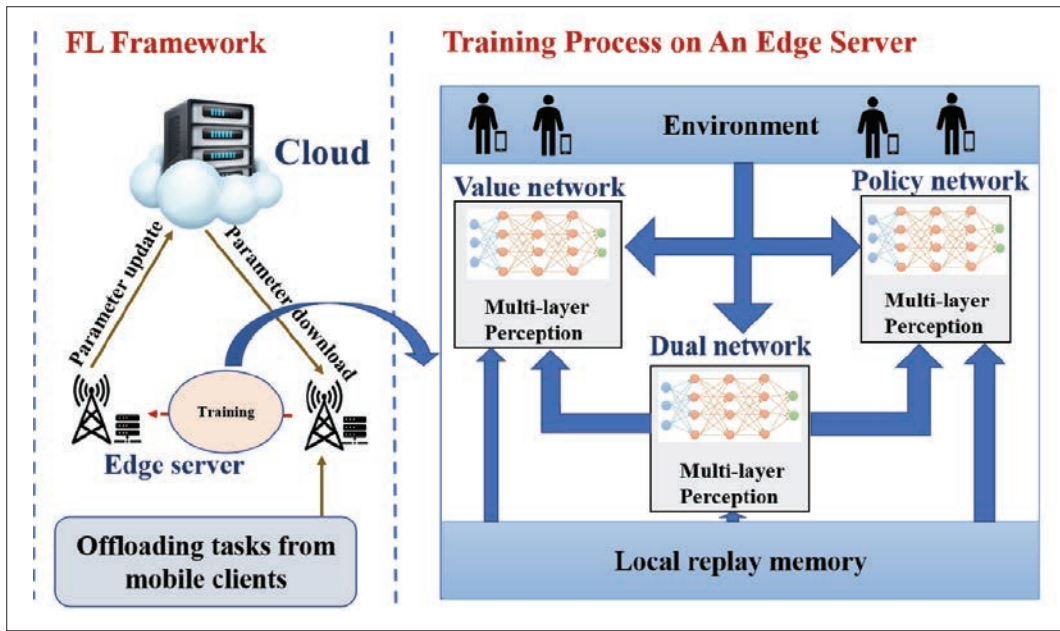 FL Framework
Cloud
Parameter update
Parameter download
Training
Edge server
Offloading tasks from
mobile clients
Training Process on An Edge Server
Environment
Value network
Policy network
Multi-layer
Perception
Multi-layer
Perception
Dual network
Multi-layer
Perception
Local replay memory